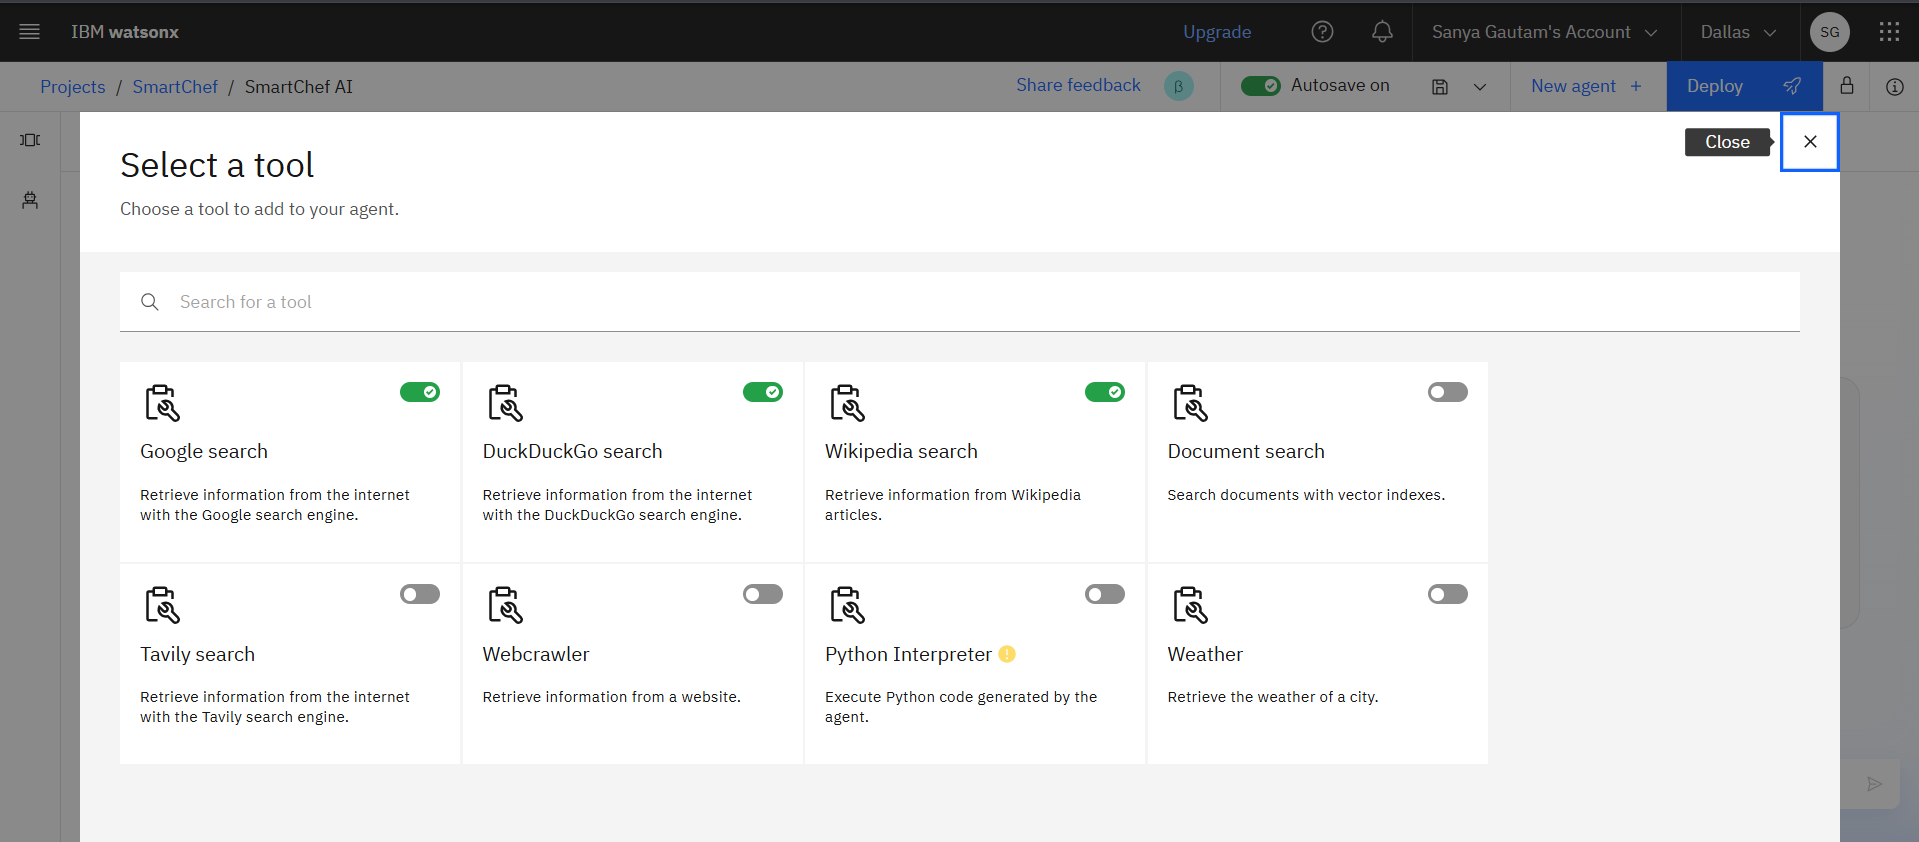 IBM watsonx
Upgrade
Sanya Gautam's Account
Dallas
SG
Projects / SmartChef / SmartChef AI
Share feedback
β
Autosave on
New agent +
Deploy
Select a tool
Close
Choose a tool to add to your agent.
Search for a tool
Google search
Retrieve information from the internet
with the Google search engine.
DuckDuckGo search
Retrieve information from the internet
with the DuckDuckGo search engine.
Wikipedia search
Retrieve information from Wikipedia
articles.
Document search
Search documents with vector indexes.
Tavily search
Retrieve information from the internet
with the Tavily search engine.
Webcrawler
Retrieve information from a website.
Python Interpreter
Execute Python code generated by the
agent.
Weather
Retrieve the weather of a city.